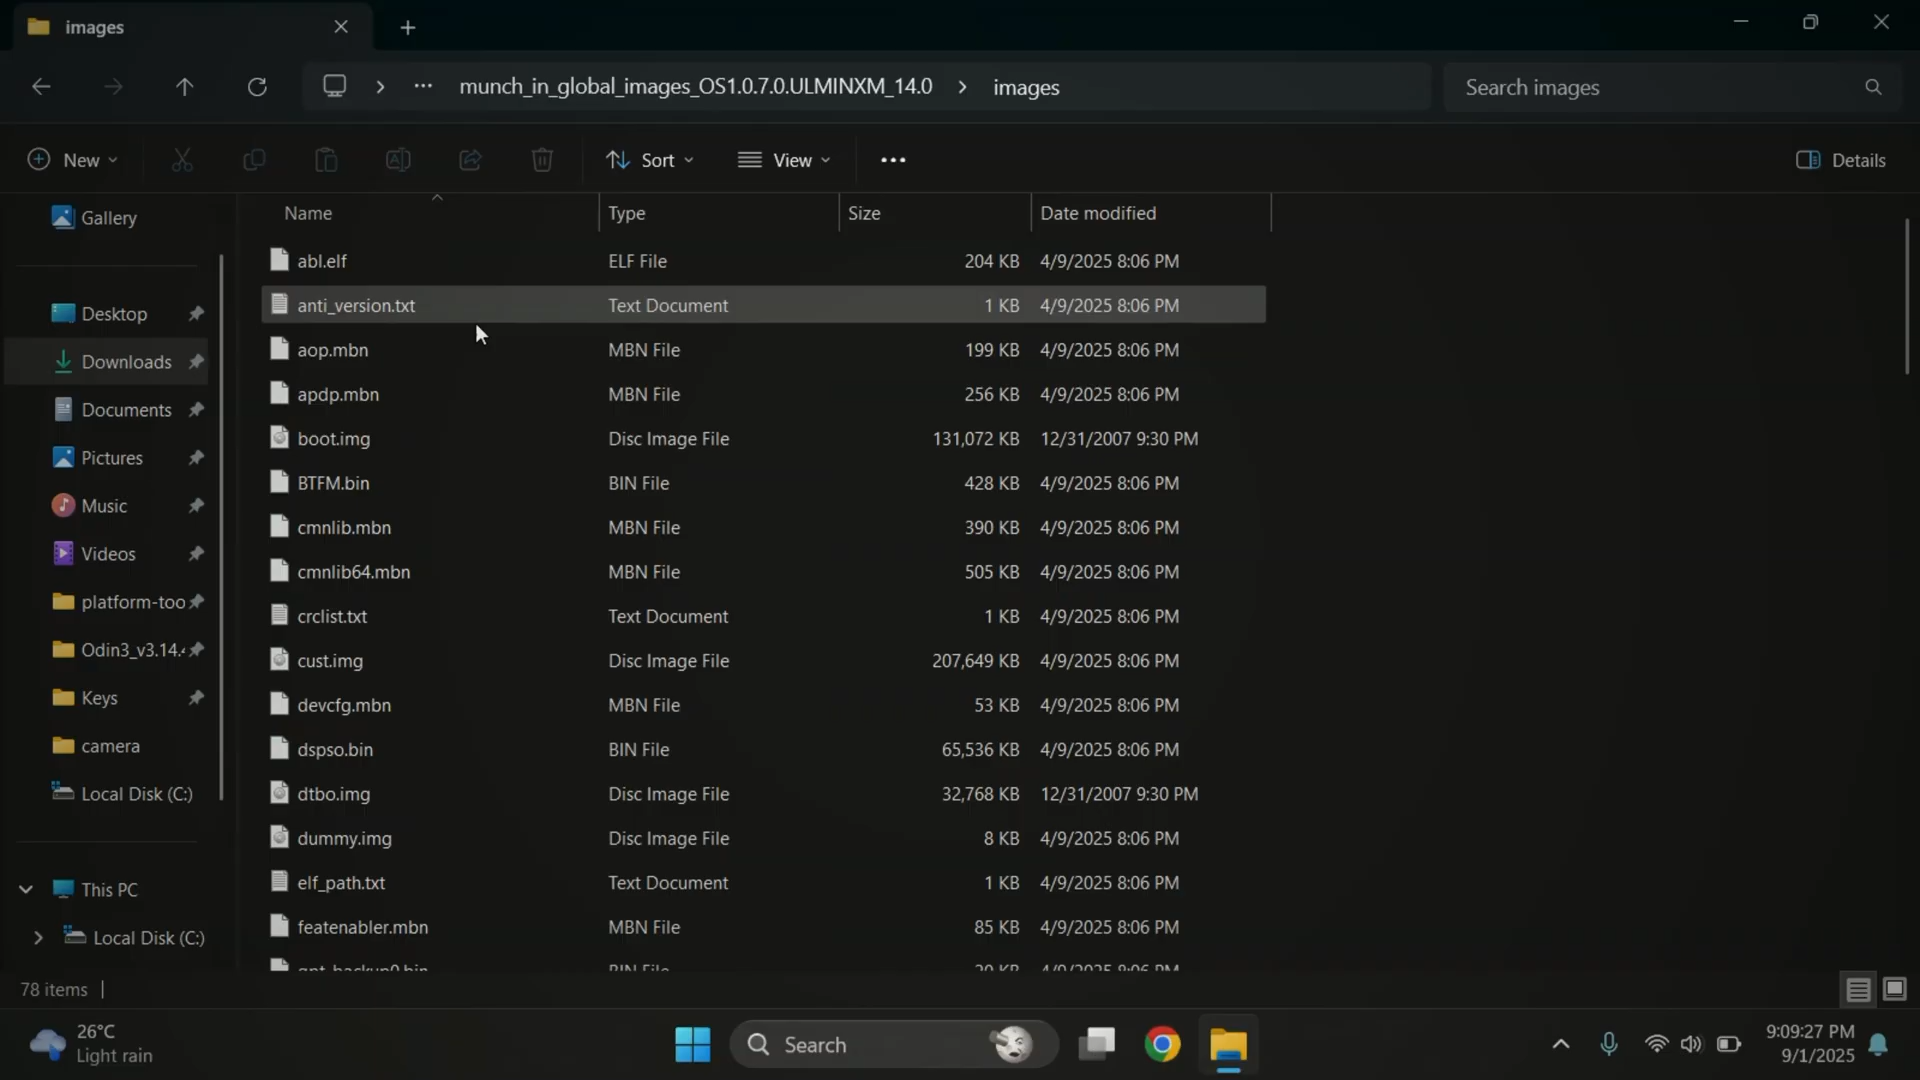 images
munch_in_global_images_OS1.0.7.0.ULMINXM_14.0 > images
Search images
New
Sort
View
Details
Name Type Size Date modified
Gallery
Desktop
Downloads
Documents
Pictures
Music
Videos
platform-too
Odin3_v3.14.
Keys
camera
Local Disk (C:)
This PC
Local Disk (C:)
abl.elf ELF File 204 KB 4/9/2025 8:06 PM
anti_version.txt Text Document 1 KB 4/9/2025 8:06 PM
aop.mbn MBN File 199 KB 4/9/2025 8:06 PM
apdp.mbn MBN File 256 KB 4/9/2025 8:06 PM
boot.img Disc Image File 131,072 KB 12/31/2007 9:30 PM
BTFM.bin BIN File 428 KB 4/9/2025 8:06 PM
cmnlib.mbn MBN File 390 KB 4/9/2025 8:06 PM
cmnlib64.mbn MBN File 505 KB 4/9/2025 8:06 PM
crclist.txt Text Document 1 KB 4/9/2025 8:06 PM
cust.img Disc Image File 207,649 KB 4/9/2025 8:06 PM
devcfg.mbn MBN File 53 KB 4/9/2025 8:06 PM
dspso.bin BIN File 65,536 KB 4/9/2025 8:06 PM
dtbo.img Disc Image File 32,768 KB 12/31/2007 9:30 PM
dummy.img Disc Image File 8 KB 4/9/2025 8:06 PM
elf_path.txt Text Document 1 KB 4/9/2025 8:06 PM
featenabler.mbn MBN File 85 KB 4/9/2025 8:06 PM
78 items
26°C
Light rain
Search
9:09:27 PM
9/1/2025